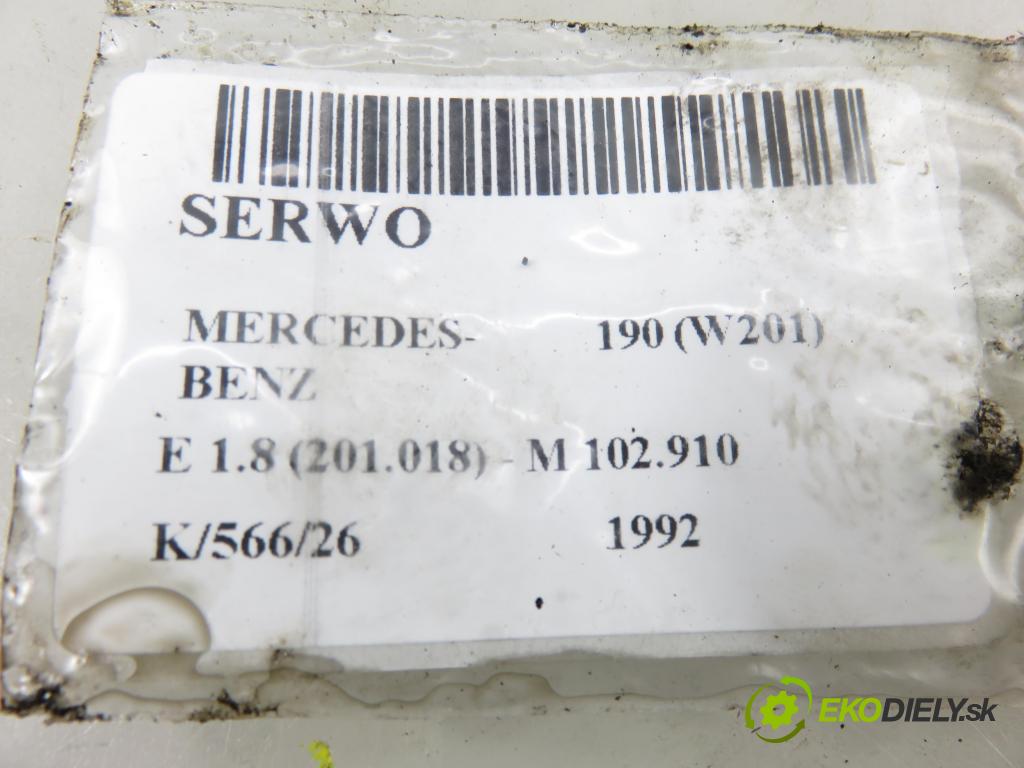 SERWO
MERCEDES- 190 (W201)
BENZ
E 1.8 (201.018) - M 102.910
K/566/26 1992
EKODIELY.sk